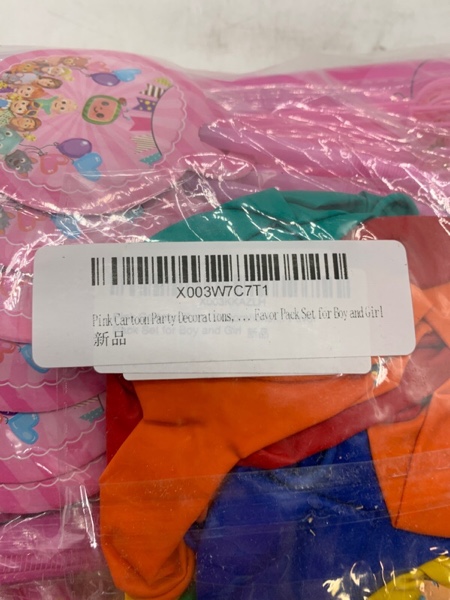 X003W7C7T1
Pink Cartoon Party Decorations, ... Favor Pack Set for Boy and Girl
新品